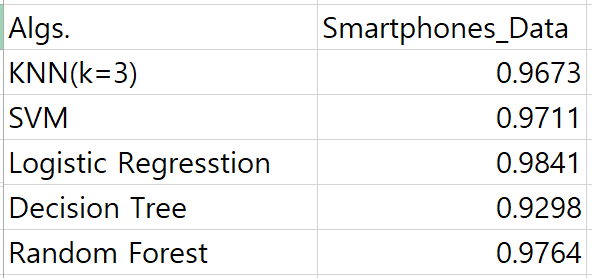 Algs. Smartphones_Data
KNN(k=3) 0.9673
SVM 0.9711
Logistic Regresstion 0.9841
Decision Tree 0.9298
Random Forest 0.9764